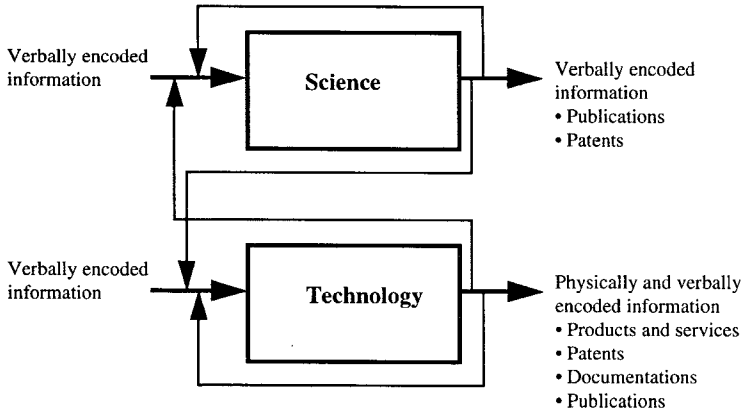 Verbally encoded
information
Science
Verbally encoded
information
• Publications
• Patents
Verbally encoded
information
Technology
Physically and verbally
encoded information
• Products and services
• Patents
• Documentations
• Publications